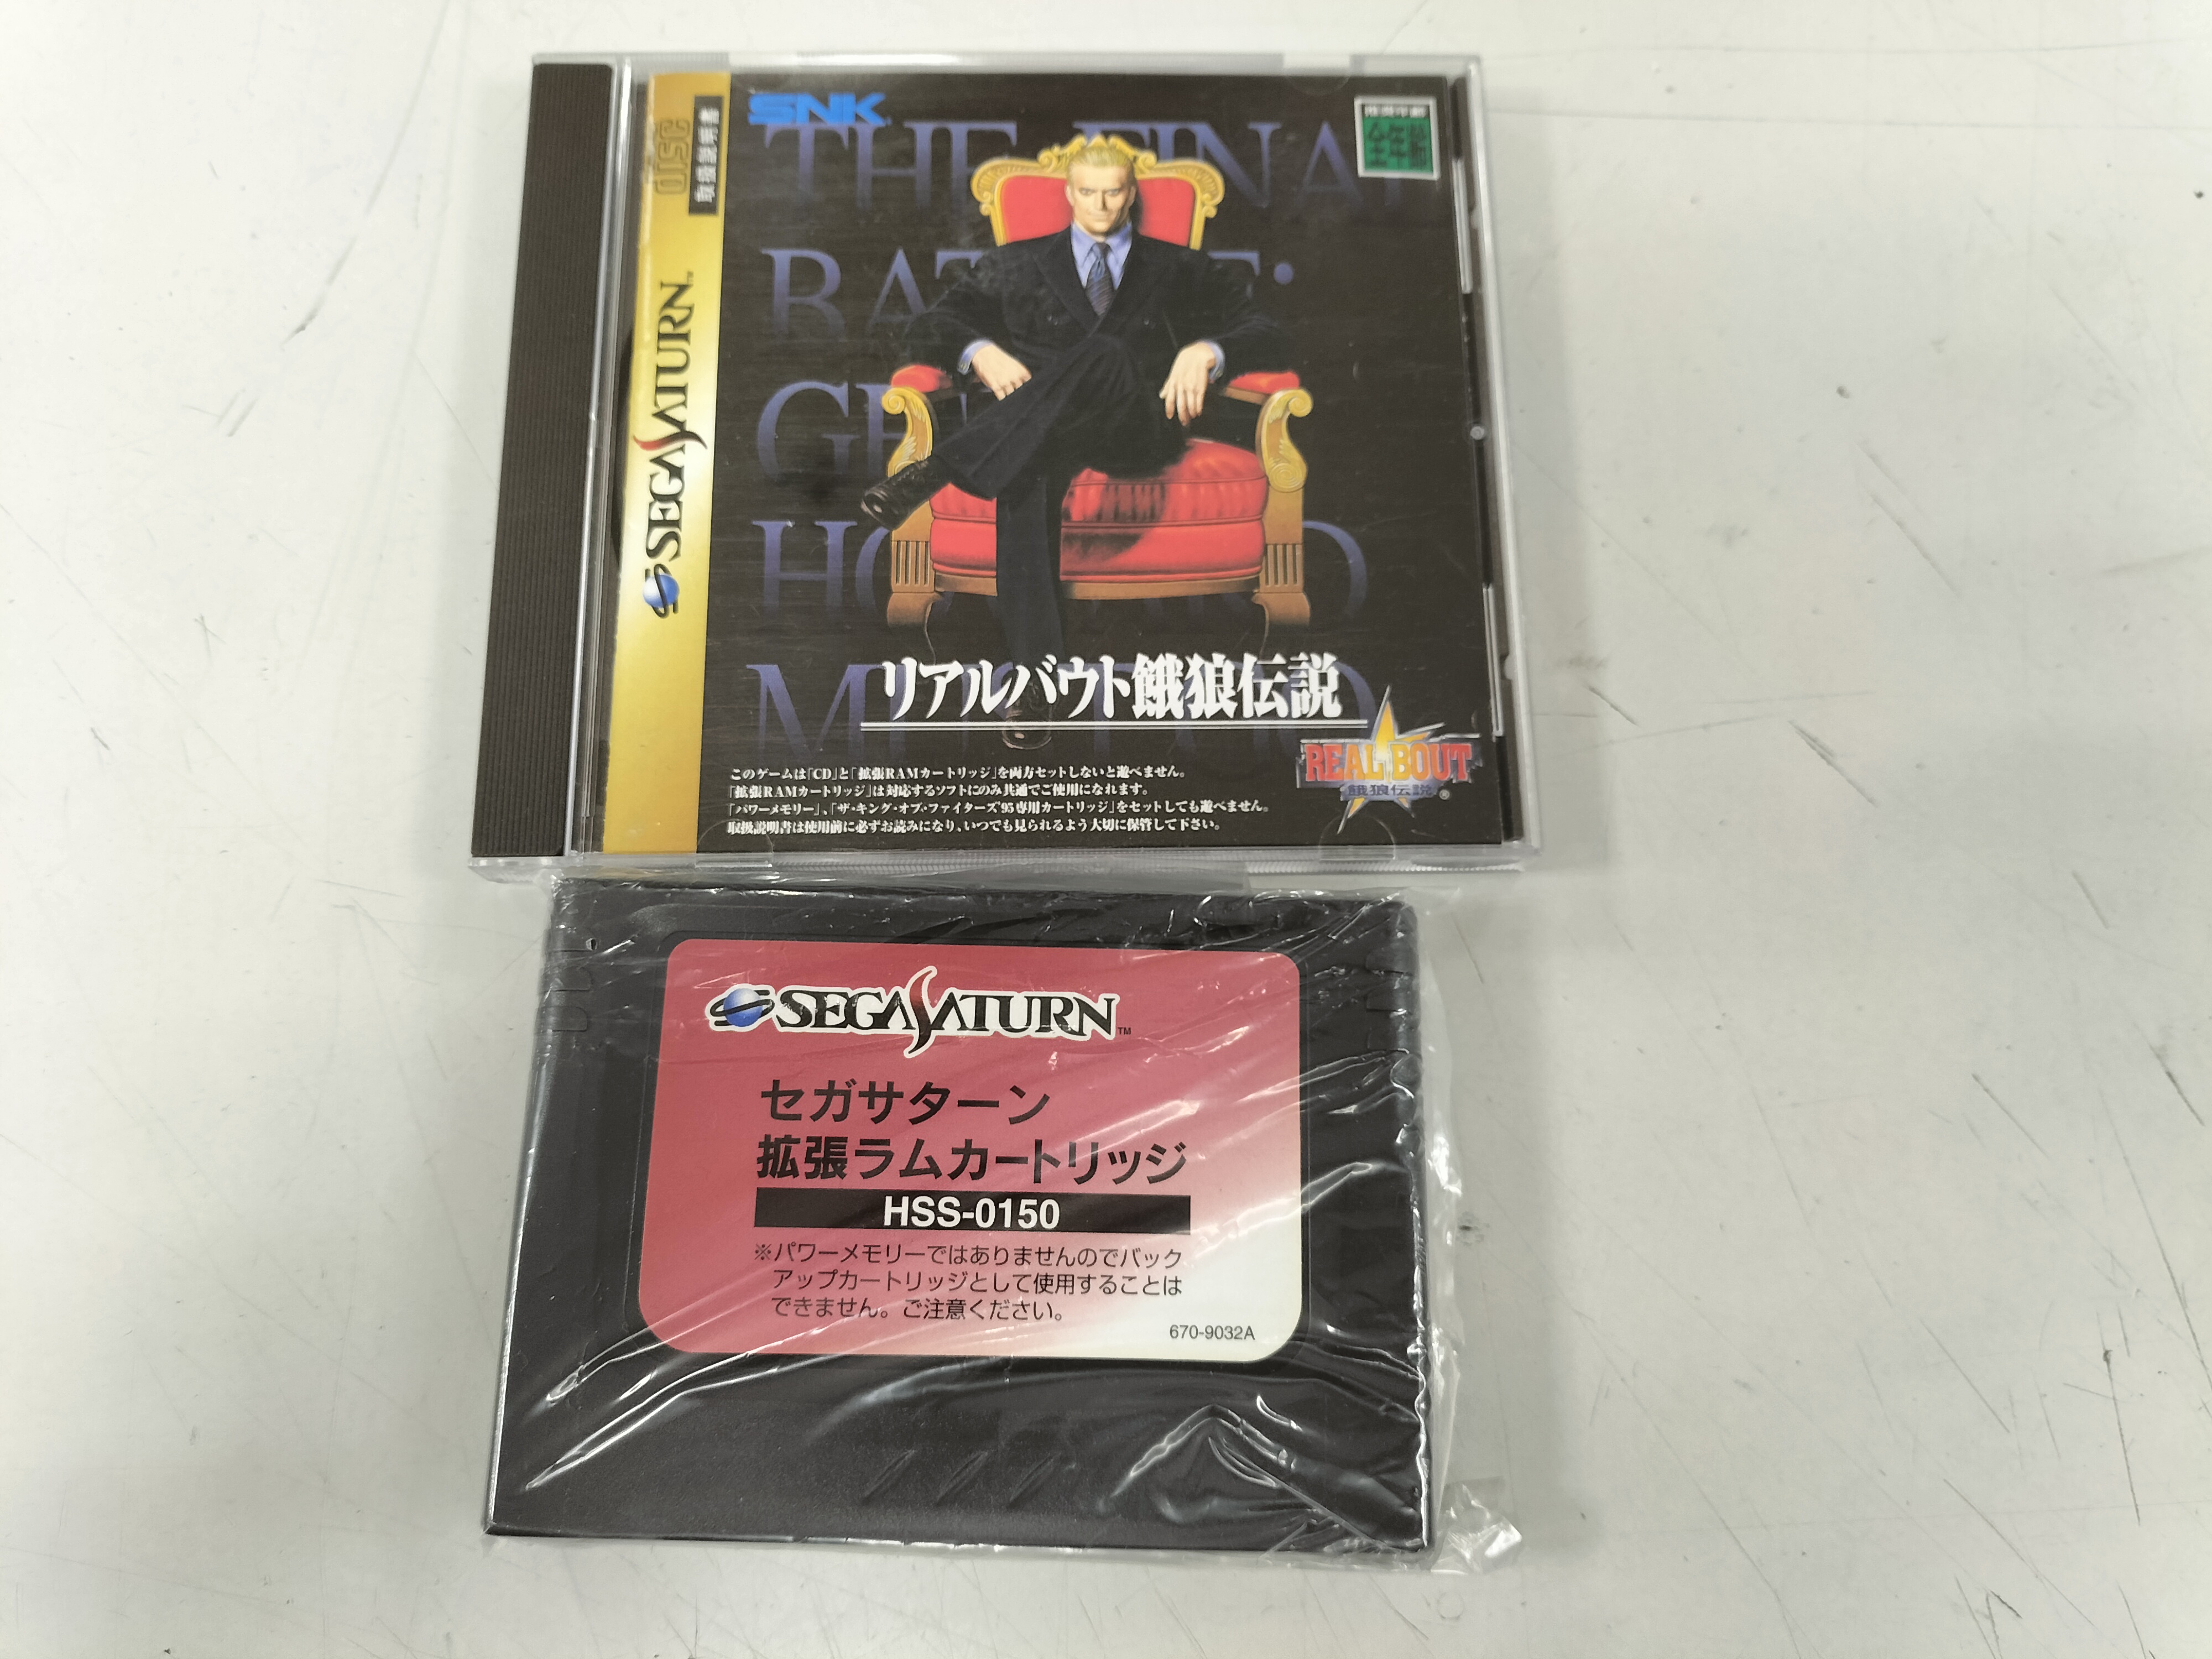 DISC
取扱説明書
SEGA SATURN™
SNK
推奨年齢
全年齢
THE FINAL
BAT E:
GE
HO RD
M
リアルバウト餓狼伝説
REAL BOUT
餓狼伝説®
このゲームは「CD」と「拡張RAMカートリッジ」を両方セットしないと遊べません。
「拡張RAMカートリッジ」は対応するソフトにのみ共通でご使用になれます。
「パワーメモリー」、「ザ・キング・オブ・ファイターズ'95専用カートリッジ」をセットしても遊べません。
取扱説明書は使用前に必ずお読みになり、いつでも見られるよう大切に保管して下さい。
SEGA SATURN™
セガサターン
拡張ラムカートリッジ
HSS-0150
※パワーメモリーではありませんのでバック
アップカートリッジとして使用することは
できません。ご注意ください。
670-9032A